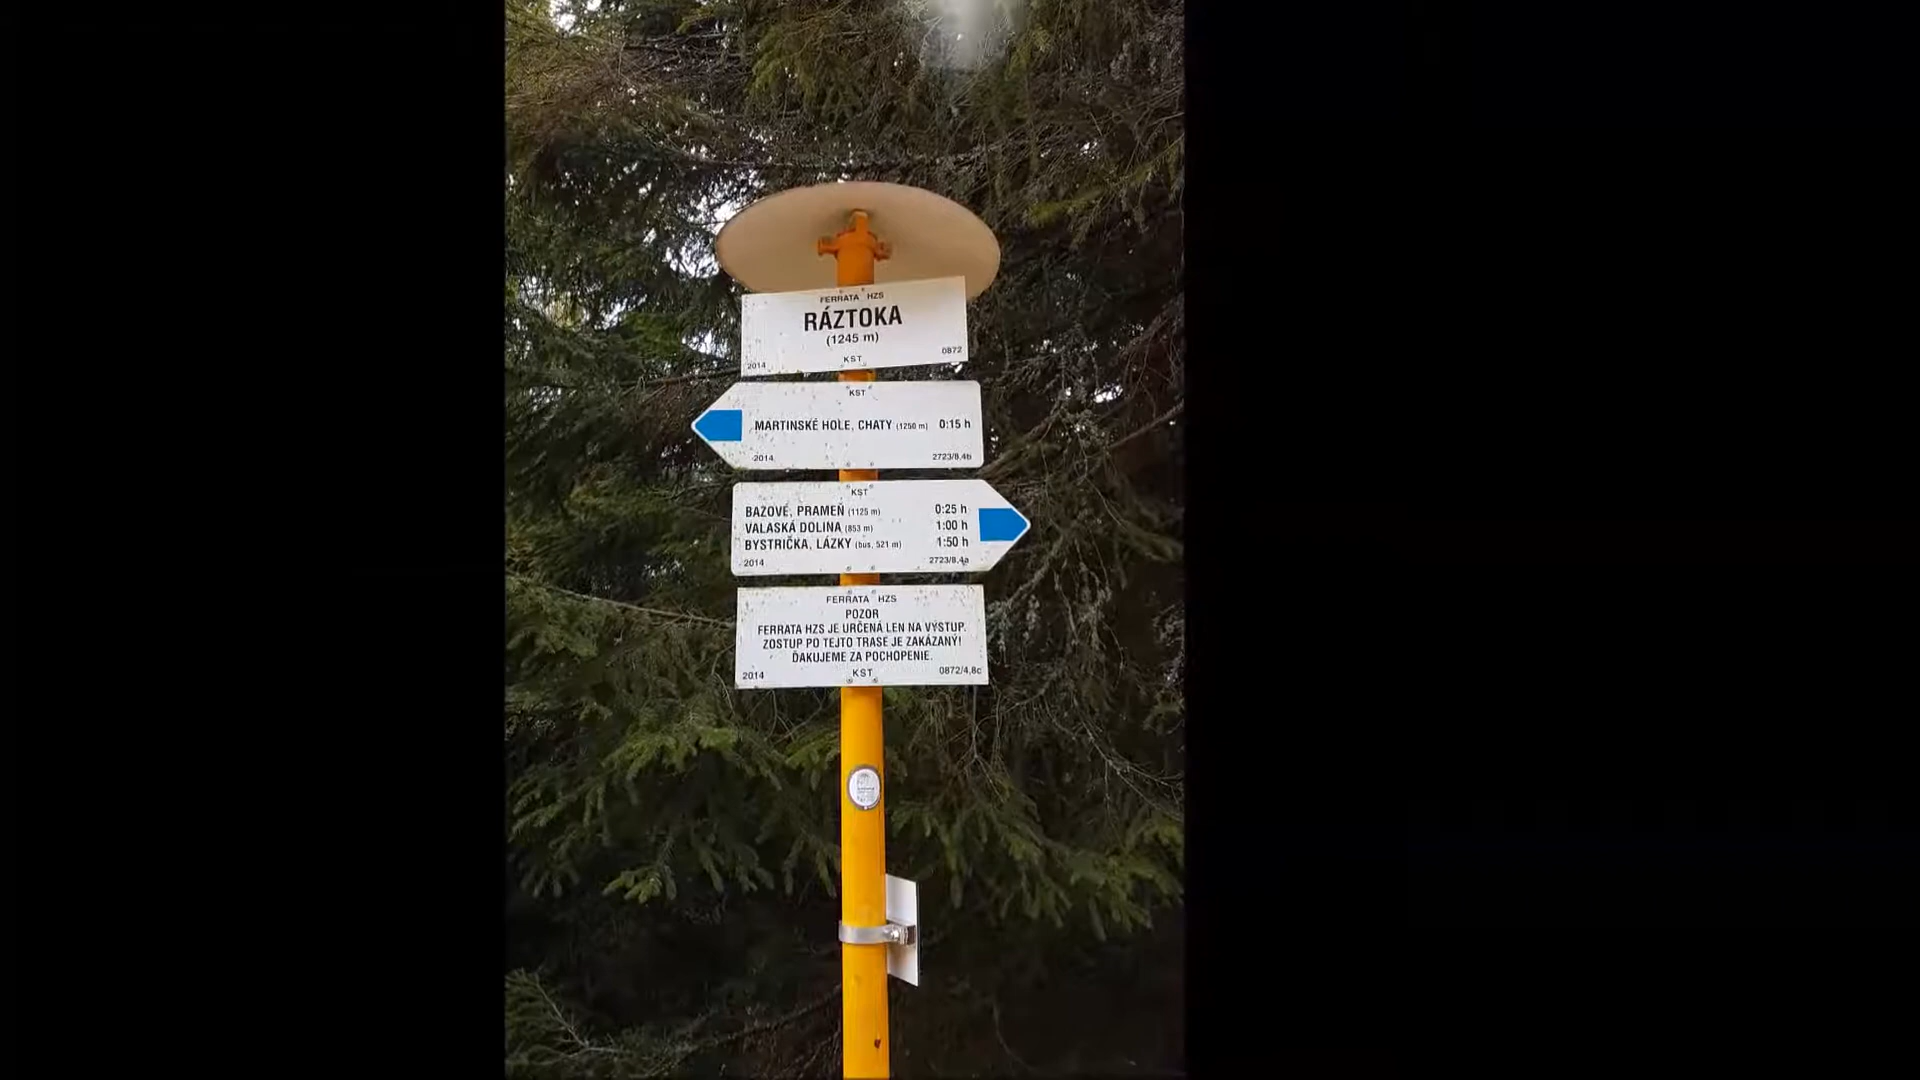 FERRATA HZS
RÁZTOKA
(1245 m)
0872
KST
2014
KST
MARTINSKÉ HOLE, CHATY (1250 m) 0:15 h
2014 2723/8,4b
KST
BAZOVÉ, PRAMEŇ (1125 m) 0:25 h
VALASKÁ DOLINA (853 m) 1:00 h
BYSTRIČKA, LÁZKY (bus, 521 m) 1:50 h
2014 2723/8,4a
FERRATA HZS
POZOR
FERRATA HZS JE URČENÁ LEN NA VÝSTUP.
ZOSTUP PO TEJTO TRASE JE ZAKÁZANÝ!
ĎAKUJEME ZA POCHOPENIE.
2014 KST 0872/4,8c